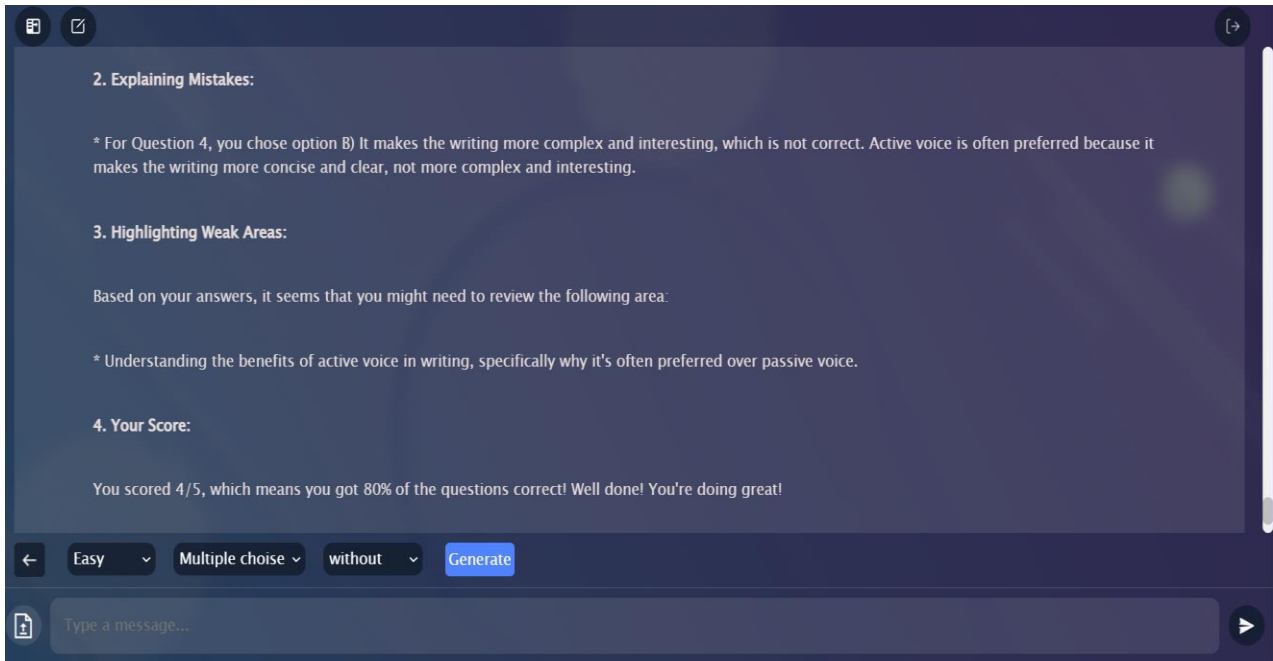 2. Explaining Mistakes:
* For Question 4, you chose option B) It makes the writing more complex and interesting, which is not correct. Active voice is often preferred because it
makes the writing more concise and clear, not more complex and interesting.
3. Highlighting Weak Areas:
Based on your answers, it seems that you might need to review the following area:
* Understanding the benefits of active voice in writing, specifically why it's often preferred over passive voice.
4. Your Score:
You scored 4/5, which means you got 80% of the questions correct! Well done! You're doing great!
Easy Multiple choise without Generate
Type a message...